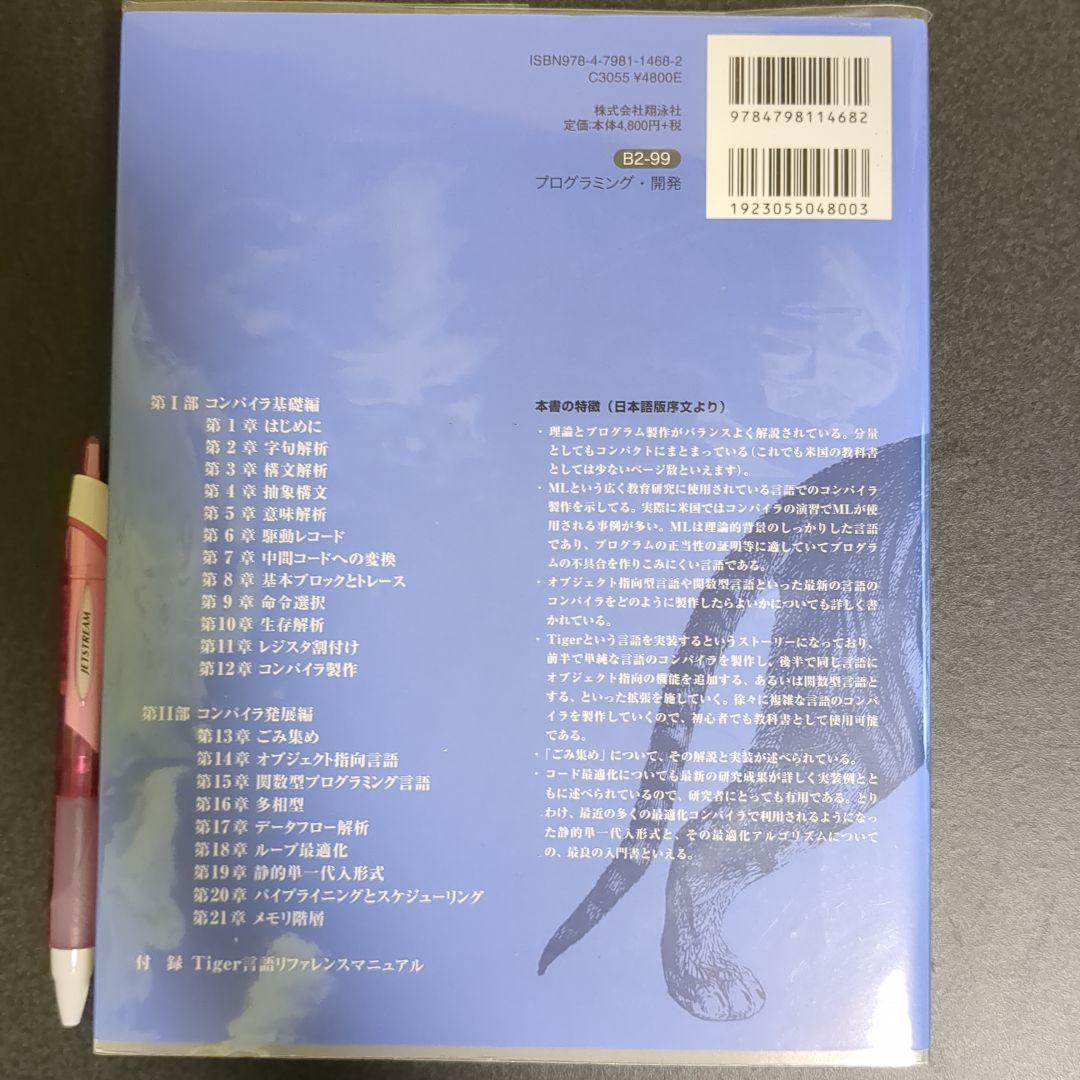 ISBN978-4-7981-1468-2
C3055 ¥4800E
株式会社翔泳社
定価:本体4,800円+税
B2-99
プログラミング・開発
9784798114682
1923055048003
第I部 コンパイラ基礎編
第1章 はじめに
第2章 字句解析
第3章 構文解析
第4章 抽象構文
第5章 意味解析
第6章 駆動レコード
第7章 中間コードへの変換
第8章 基本ブロックとトレース
第9章 命令選択
第10章 生存解析
第11章 レジスタ割付け
第12章 コンパイラ製作
第II部 コンパイラ発展編
第13章 ごみ集め
第14章 オブジェクト指向言語
第15章 関数型プログラミング言語
第16章 多相型
第17章 データフロー解析
第18章 ループ最適化
第19章 静的単一代入形式
第20章 パイプライニングとスケジューリング
第21章 メモリ階層
付 録 Tiger言語リファレンスマニュアル
本書の特徴(日本語版序文より)
・理論とプログラム製作がバランスよく解説されている。分量
としてもコンパクトにまとまっている(これでも米国の教科書
としては少ないページ数といえます)。
・MLという広く教育研究に使用されている言語でのコンパイラ
製作を示してる。実際に米国ではコンパイラの演習でMLが使
用される事例が多い。MLは理論的背景のしっかりした言語
であり、プログラムの正当性の証明等に適していてプログラ
ムの不具合を作りこみにくい言語である。
・オブジェクト指向型言語や関数型言語といった最新の言語の
コンパイラをどのように製作したらよいかについても詳しく書
かれている。
・Tigerという言語を実装するというストーリーになっており、
前半で単純な言語のコンパイラを製作し、後半で同じ言語に
オブジェクト指向の機能を追加する、あるいは関数型言語と
する、といった拡張を施していく。徐々に複雑な言語のコンパ
イラを製作していくので、初心者でも教科書として使用可能
である。
・「ごみ集め」について、その解説と実装が述べられている。
・コード最適化についても最新の研究成果が詳しく実装例とと
もに述べられているので、研究者にとっても有用である。とり
わけ、最近の多くの最適化コンパイラで利用されるようになっ
た静的単一代入形式と、その最適化アルゴリズムについて
の、最良の入門書といえる。
JETSTREAM